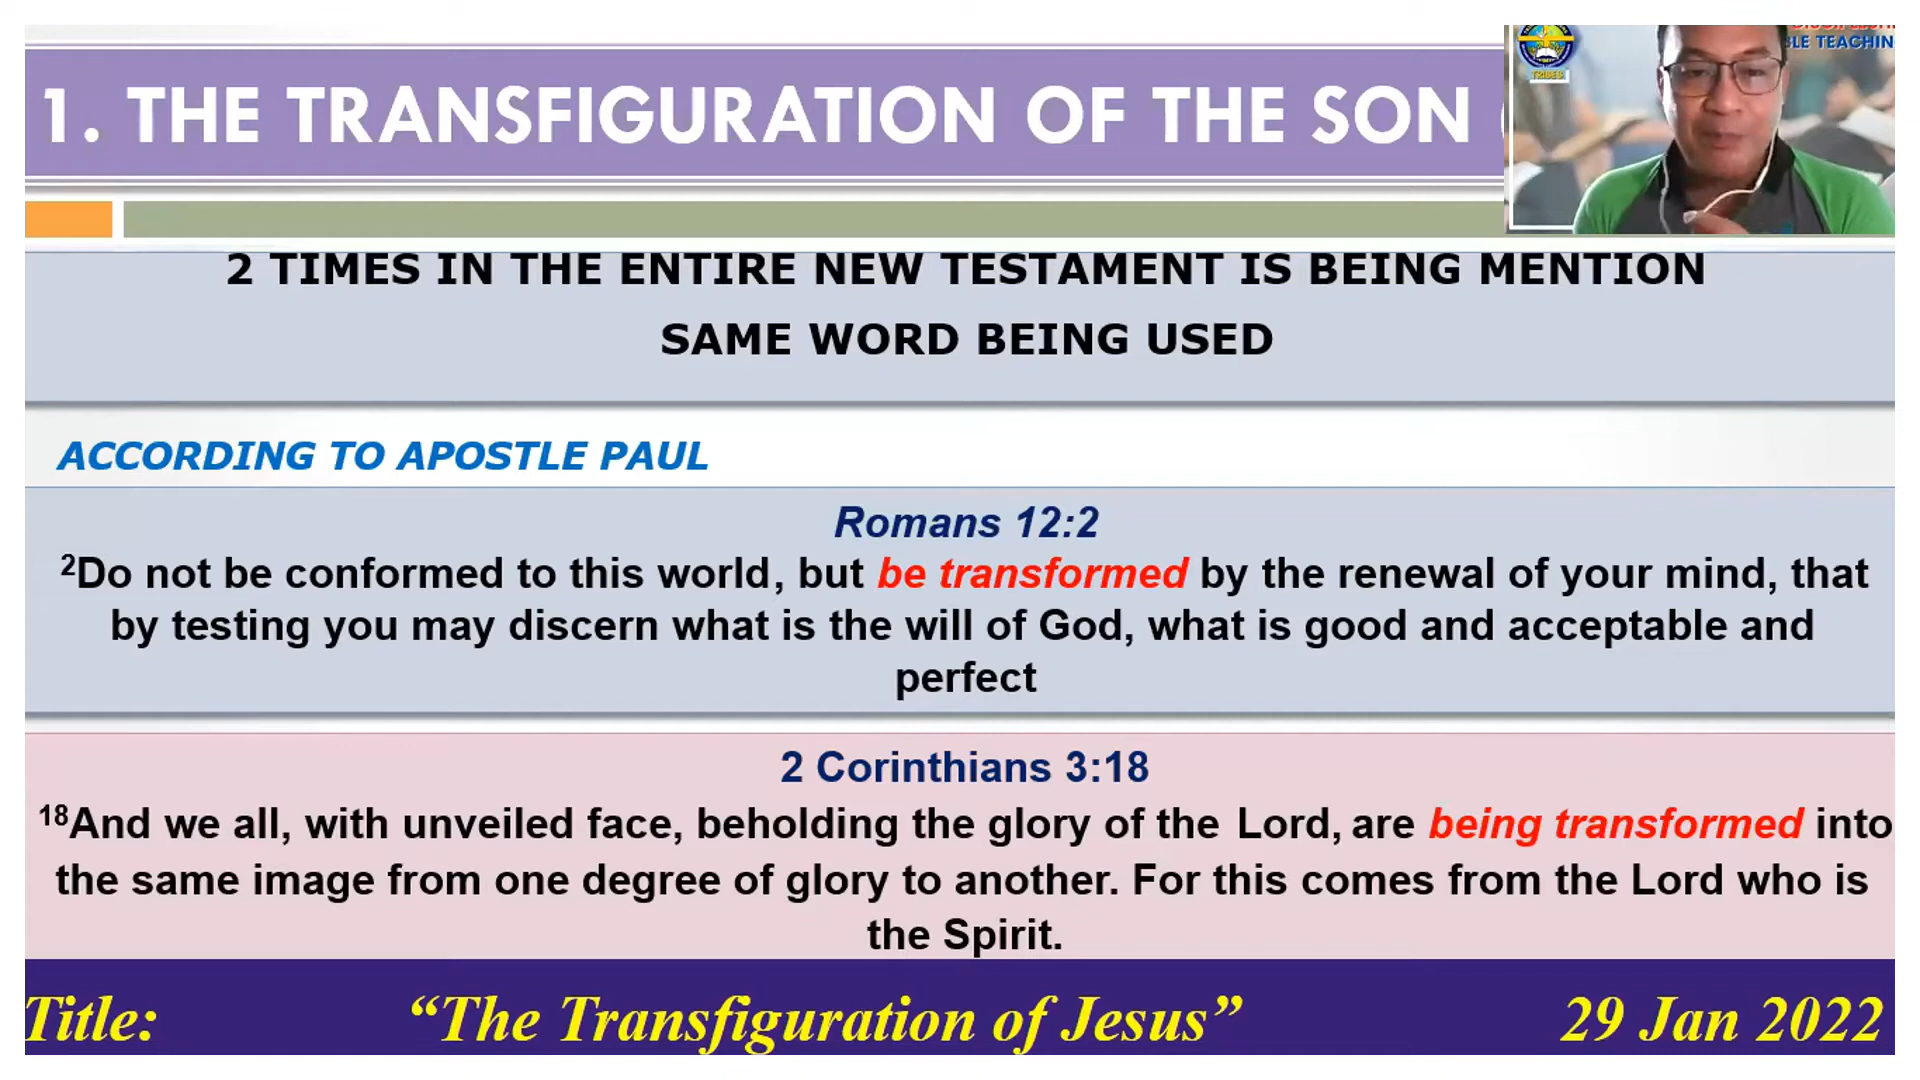 1. THE TRANSFIGURATION OF THE SON
BLE TEACHIN
TRIBES
2 TIMES IN THE ENTIRE NEW TESTAMENT IS BEING MENTION
SAME WORD BEING USED
ACCORDING TO APOSTLE PAUL
Romans 12:2
2Do not be conformed to this world, but be transformed by the renewal of your mind, that
by testing you may discern what is the will of God, what is good and acceptable and
perfect
2 Corinthians 3:18
18And we all, with unveiled face, beholding the glory of the Lord, are being transformed into
the same image from one degree of glory to another. For this comes from the Lord who is
the Spirit.
Title: “The Transfiguration of Jesus” 29 Jan 2022